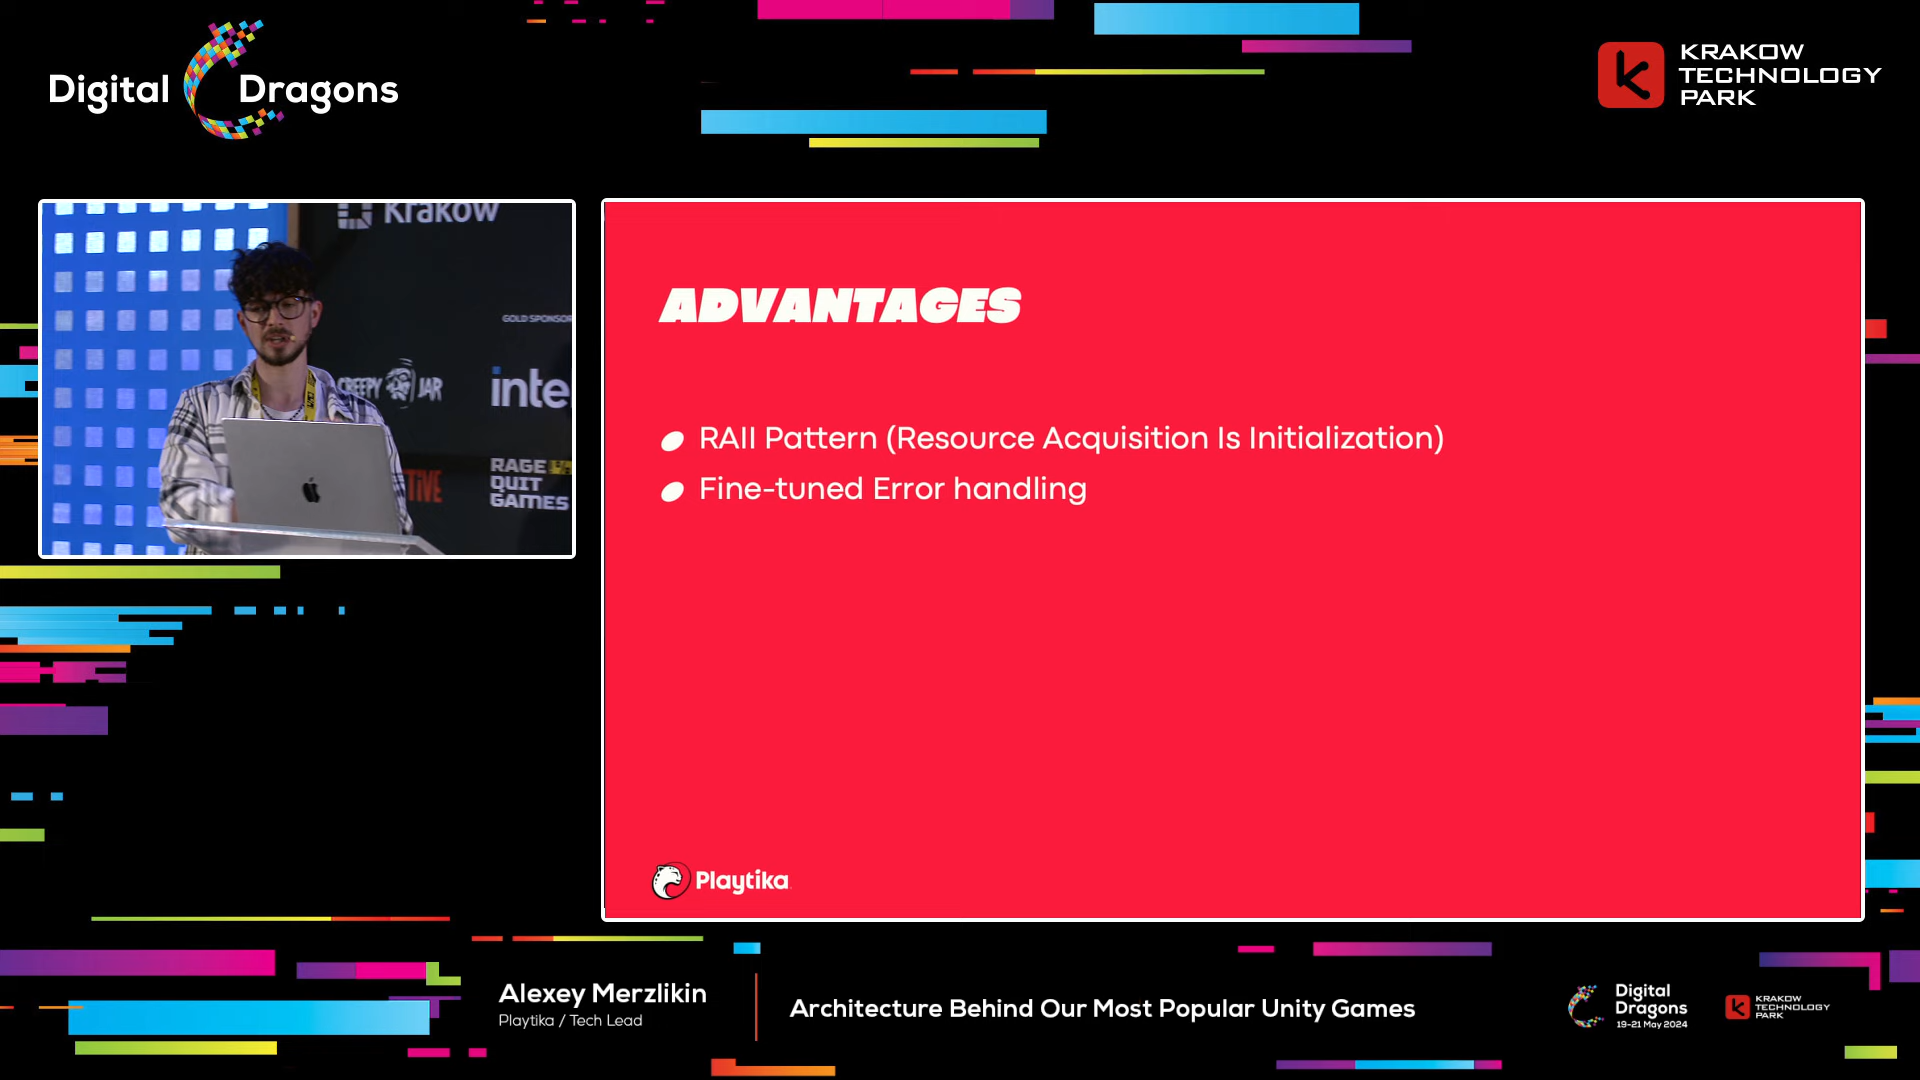 Digital Dragons
KRAKOW
TECHNOLOGY
PARK
Krakow
GOLD SPONSOR
CREEPY JAR
intel
RAGE
QUIT
GAMES
ADVANTAGES
RAII Pattern (Resource Acquisition Is Initialization)
Fine-tuned Error handling
Playtika
Alexey Merzlikin
Playtika / Tech Lead
Architecture Behind Our Most Popular Unity Games
Digital
Dragons
19-21 May 2024
KRAKOW
TECHNOLOGY
PARK